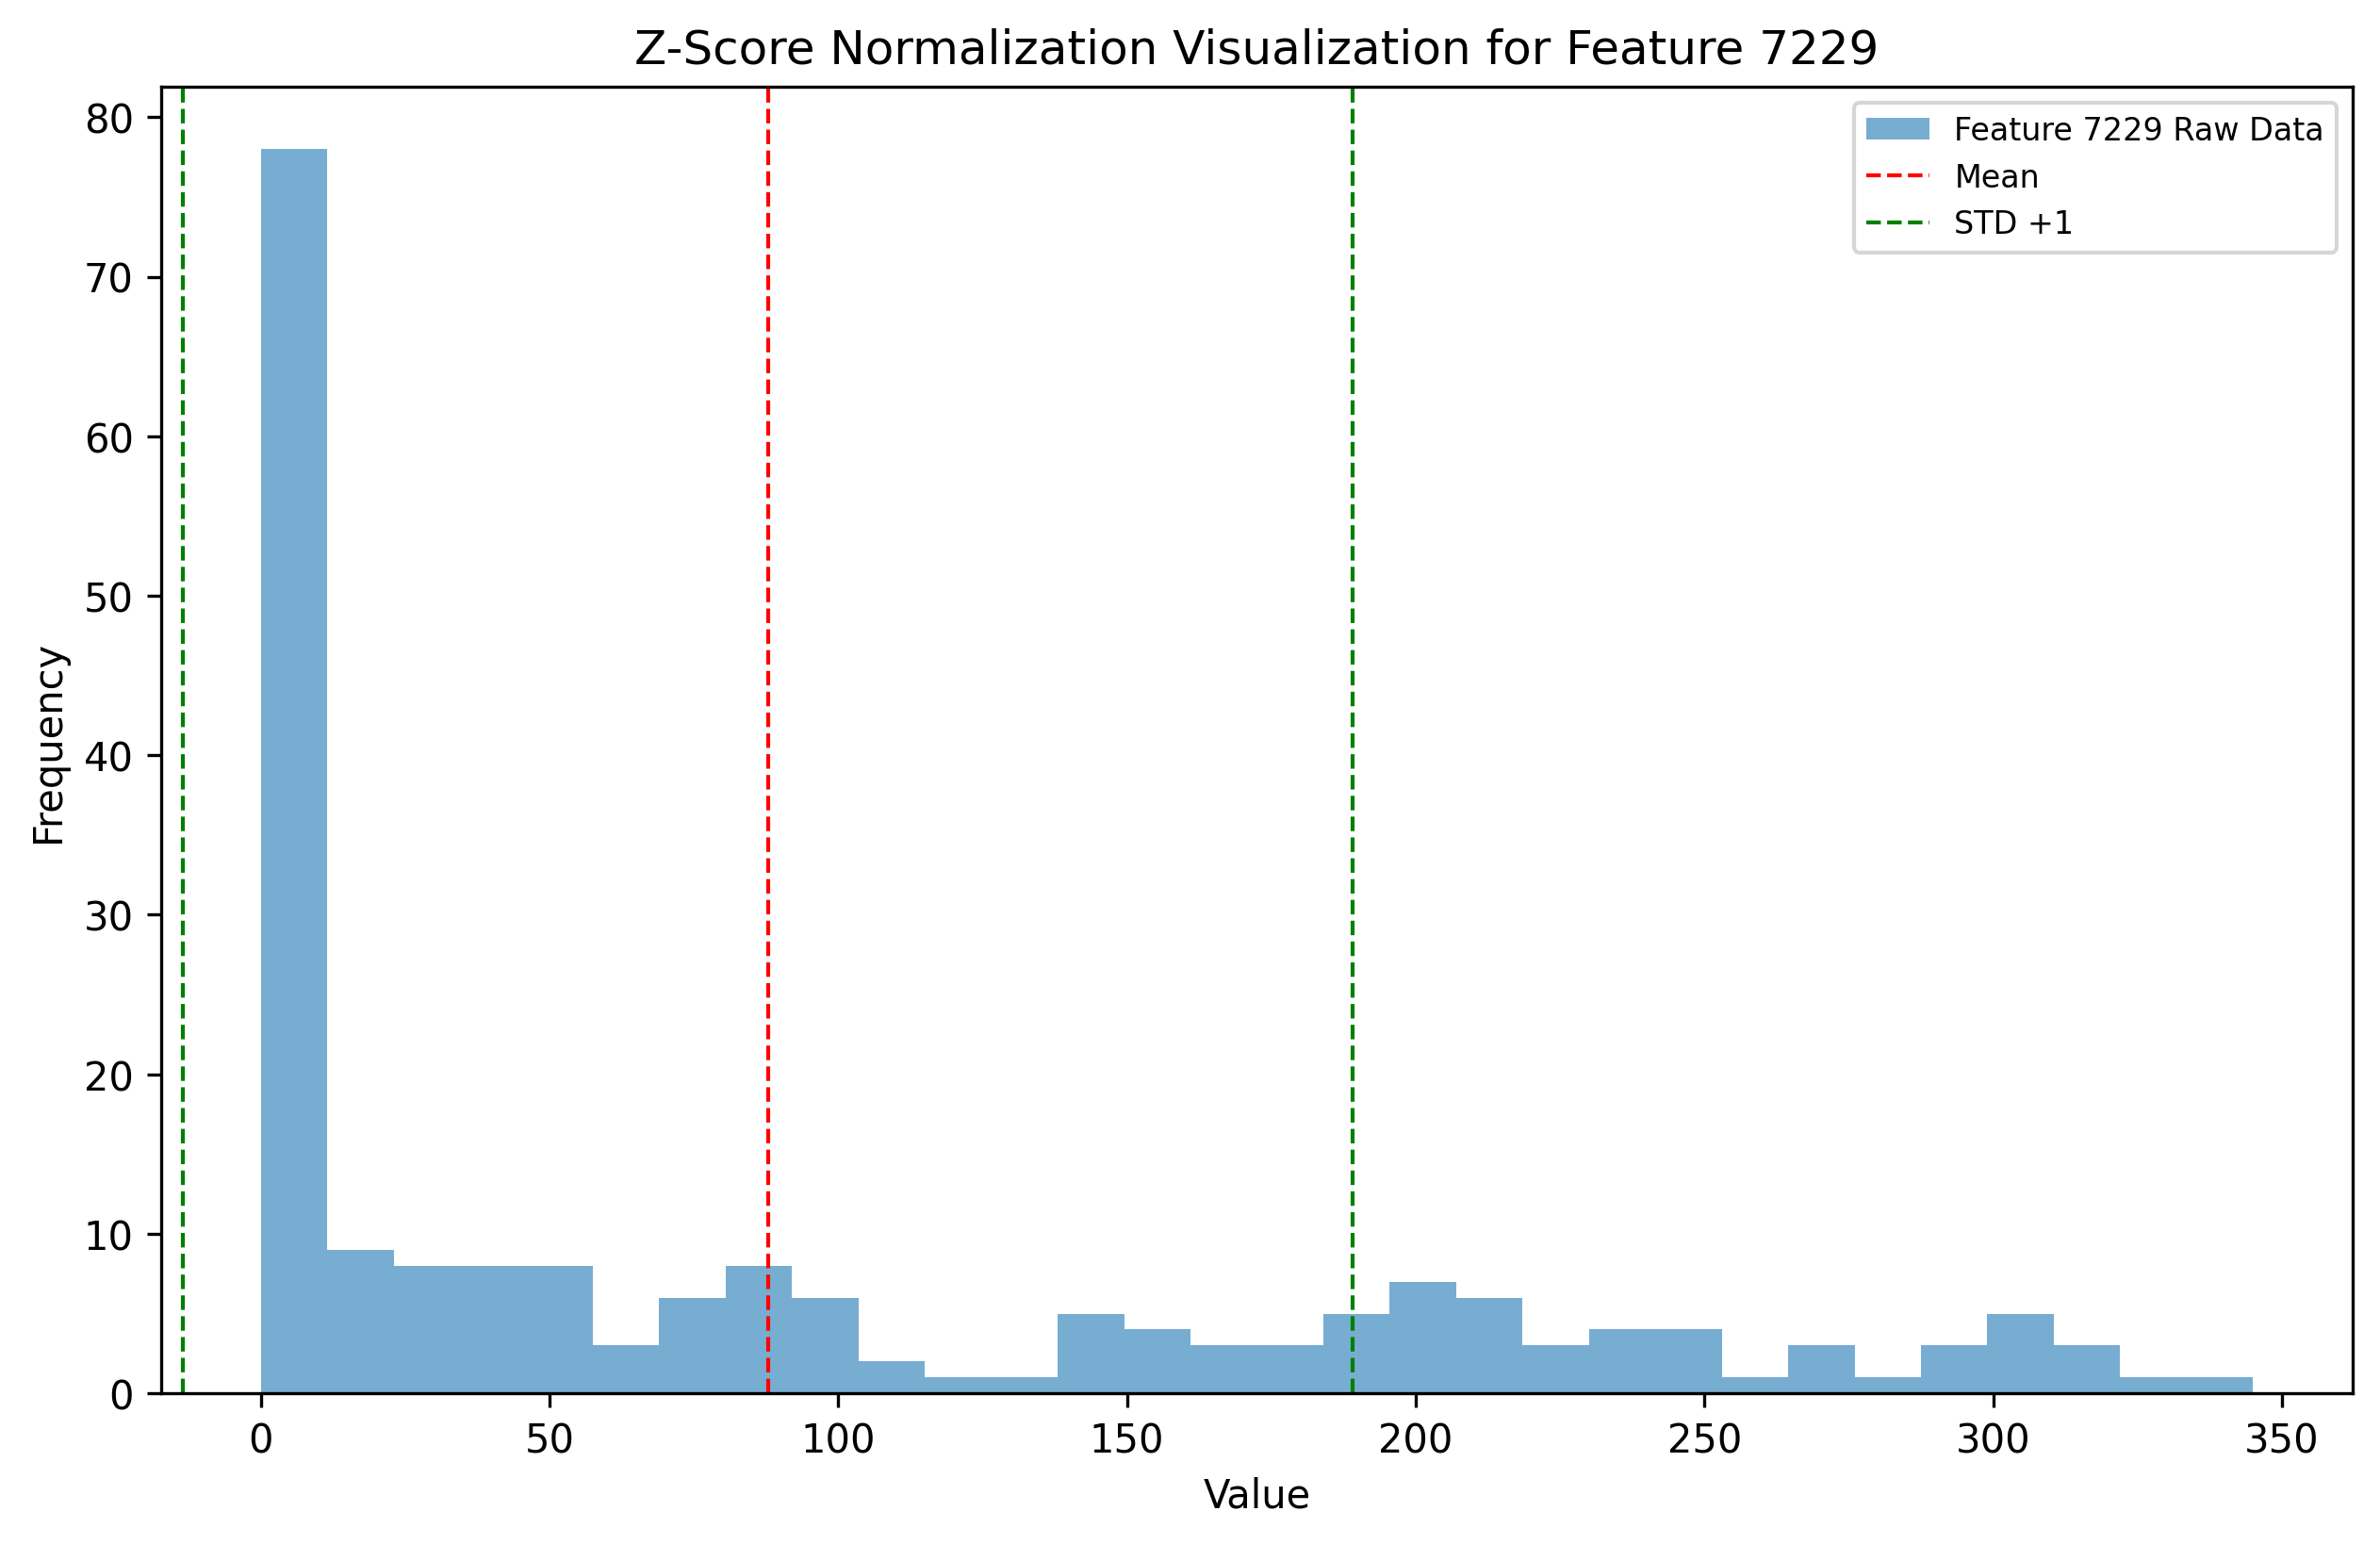 Z-Score Normalization Visualization for Feature 7229
Feature 7229 Raw Data
Mean
STD +1
80
70
60
50
40
30
20
10
0
Frequency
0 50 100 150 200 250 300 350
Value